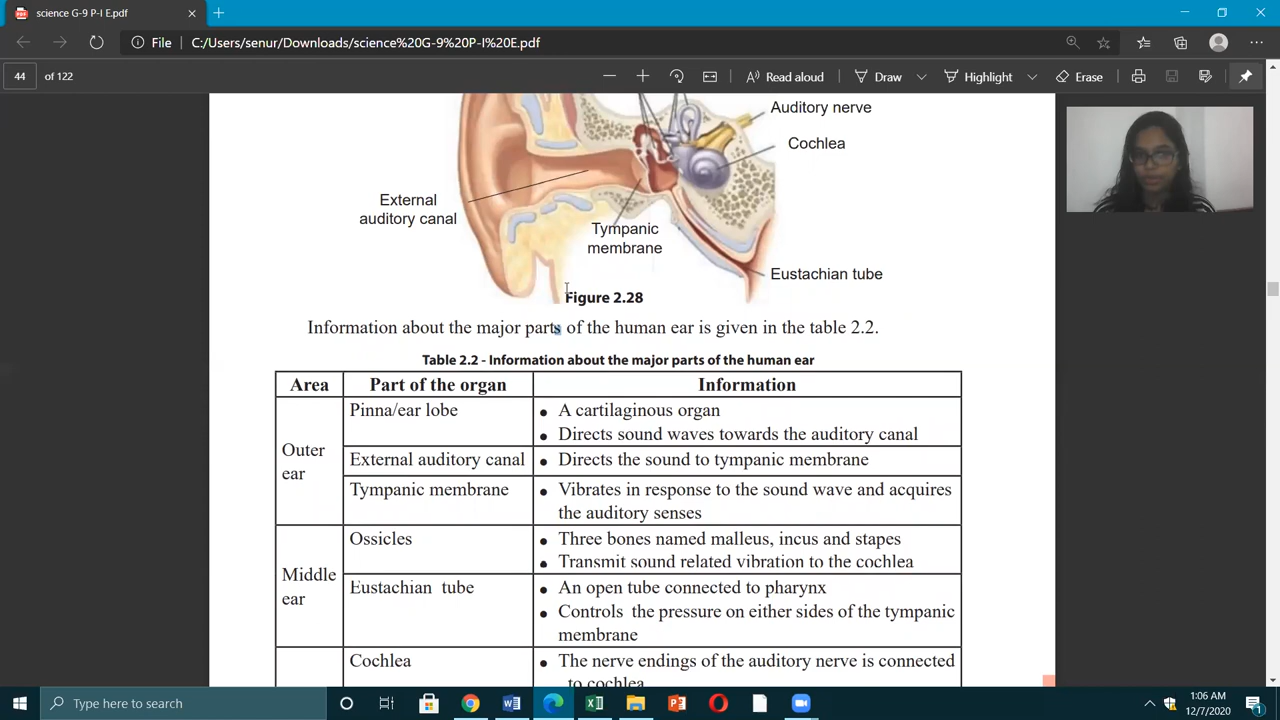 science G-9 P-I E.pdf
File C:/Users/senur/Downloads/science%20G-9%20P-I%20E.pdf
44 of 122
Read aloud Draw Highlight Erase
Auditory nerve
Cochlea
External
auditory canal
Tympanic
membrane
Eustachian tube
Figure 2.28
Information about the major parts of the human ear is given in the table 2.2.
Table 2.2 - Information about the major parts of the human ear
Area Part of the organ Information
Outer ear
Pinna/ear lobe
• A cartilaginous organ
• Directs sound waves towards the auditory canal
External auditory canal
• Directs the sound to tympanic membrane
Tympanic membrane
• Vibrates in response to the sound wave and acquires
the auditory senses
Middle ear
Ossicles
• Three bones named malleus, incus and stapes
• Transmit sound related vibration to the cochlea
Eustachian tube
• An open tube connected to pharynx
• Controls the pressure on either sides of the tympanic
membrane
Cochlea
• The nerve endings of the auditory nerve is connected
to cochlea
Type here to search
1:06 AM
12/7/2020